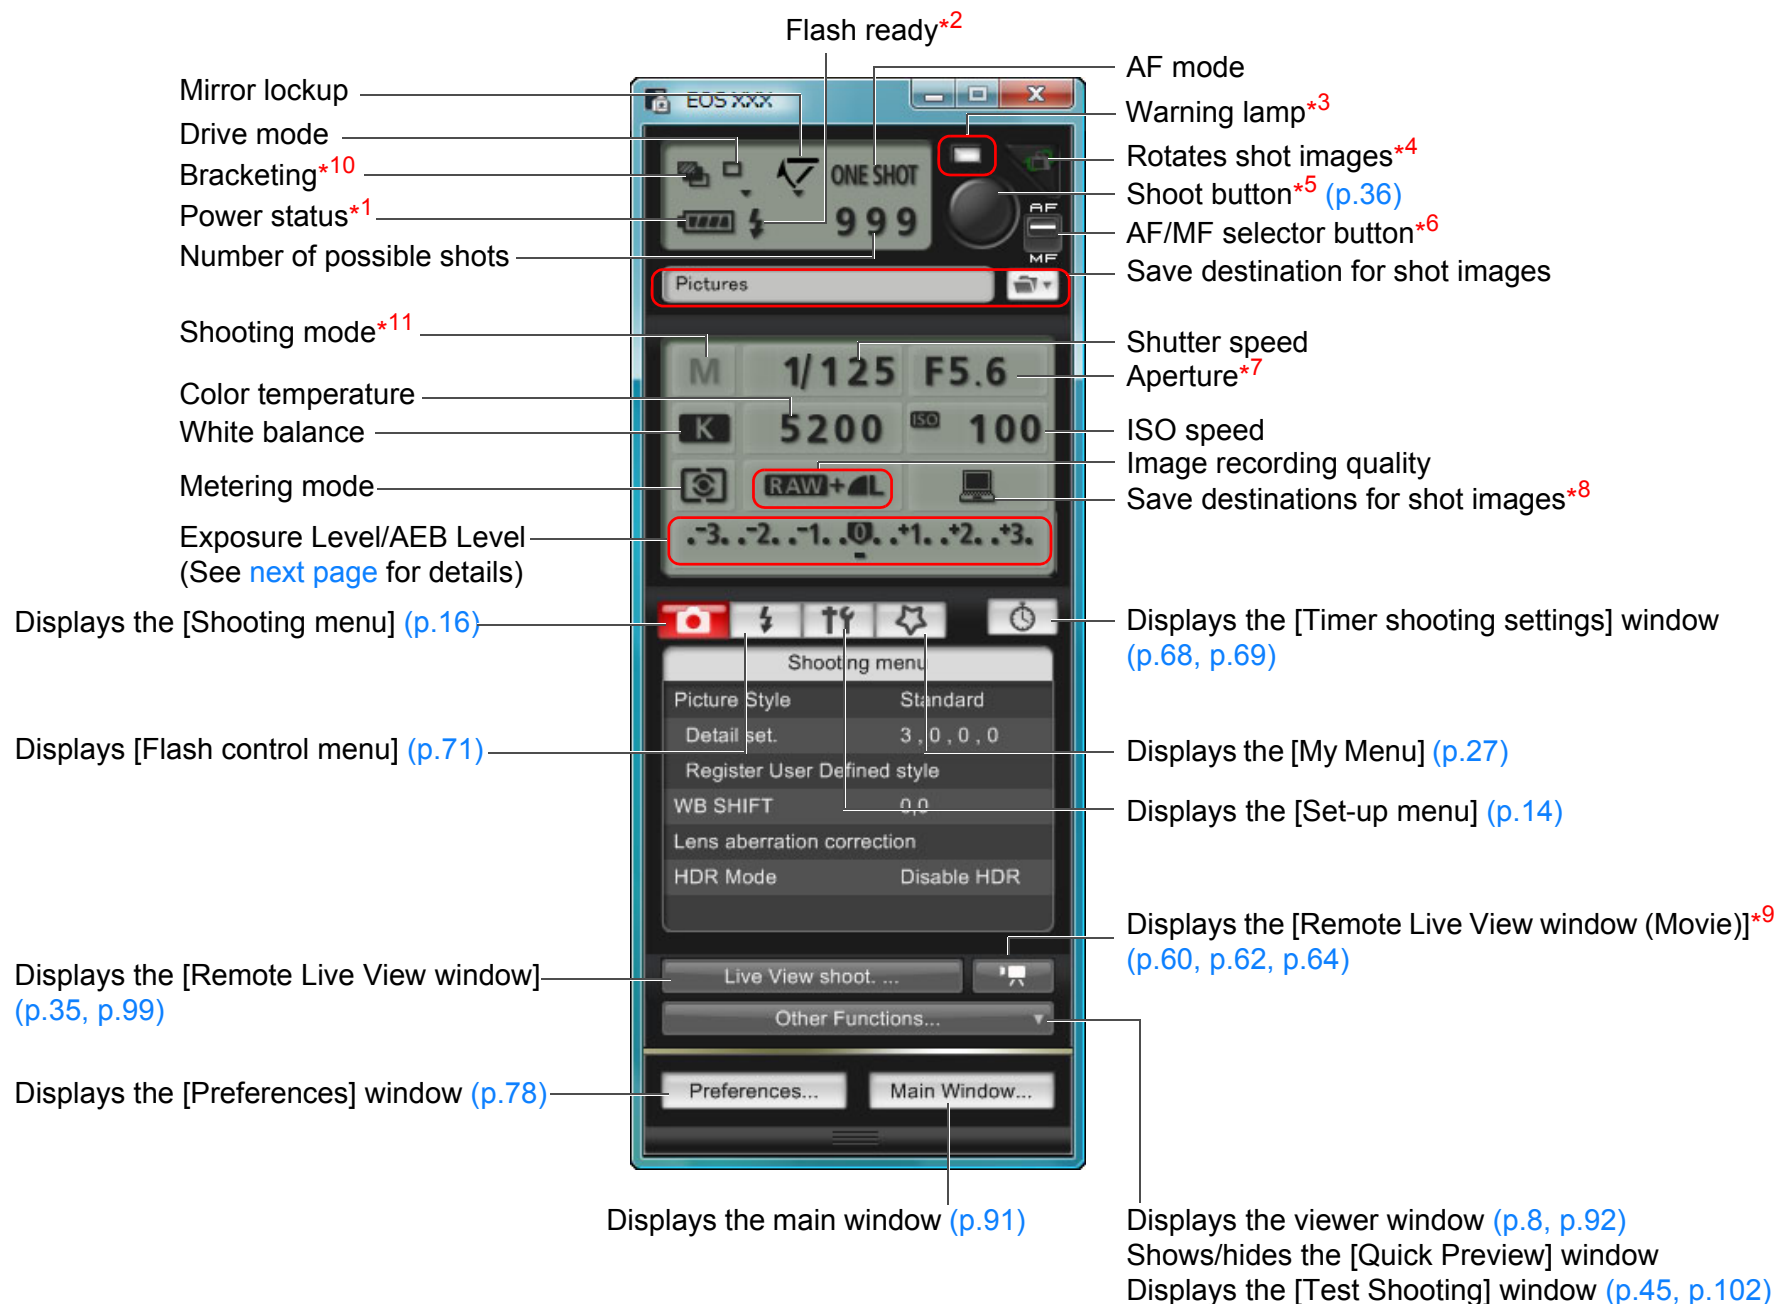 Flash ready*2
Mirror lockup
Drive mode
Bracketing*10
Power status*1
Number of possible shots
Shooting mode*11
Color temperature
White balance
Metering mode
Exposure Level/AEB Level
(See next page for details)
Displays the [Shooting menu] (p.16)
Displays [Flash control menu] (p.71)
Displays the [Remote Live View window]
(p.35, p.99)
Displays the [Preferences] window (p.78)
EOS XXX
ONE SHOT
999
AF
MF
Pictures
M 1/125 F5.6
K 5200 ISO 100
RAW+L
.-3. .-2. .-1. .0. .+1. .+2. .+3.
Shooting menu
Picture Style Standard
Detail set. 3 , 0 , 0 , 0
Register User Defined style
WB SHIFT 0,0
Lens aberration correction
HDR Mode Disable HDR
Live View shoot. ...
Other Functions...
Preferences... Main Window...
AF mode
Warning lamp*3
Rotates shot images*4
Shoot button*5 (p.36)
AF/MF selector button*6
Save destination for shot images
Shutter speed
Aperture*7
ISO speed
Image recording quality
Save destinations for shot images*8
Displays the [Timer shooting settings] window
(p.68, p.69)
Displays the [My Menu] (p.27)
Displays the [Set-up menu] (p.14)
Displays the [Remote Live View window (Movie)]*9
(p.60, p.62, p.64)
Displays the main window (p.91)
Displays the viewer window (p.8, p.92)
Shows/hides the [Quick Preview] window
Displays the [Test Shooting] window (p.45, p.102)